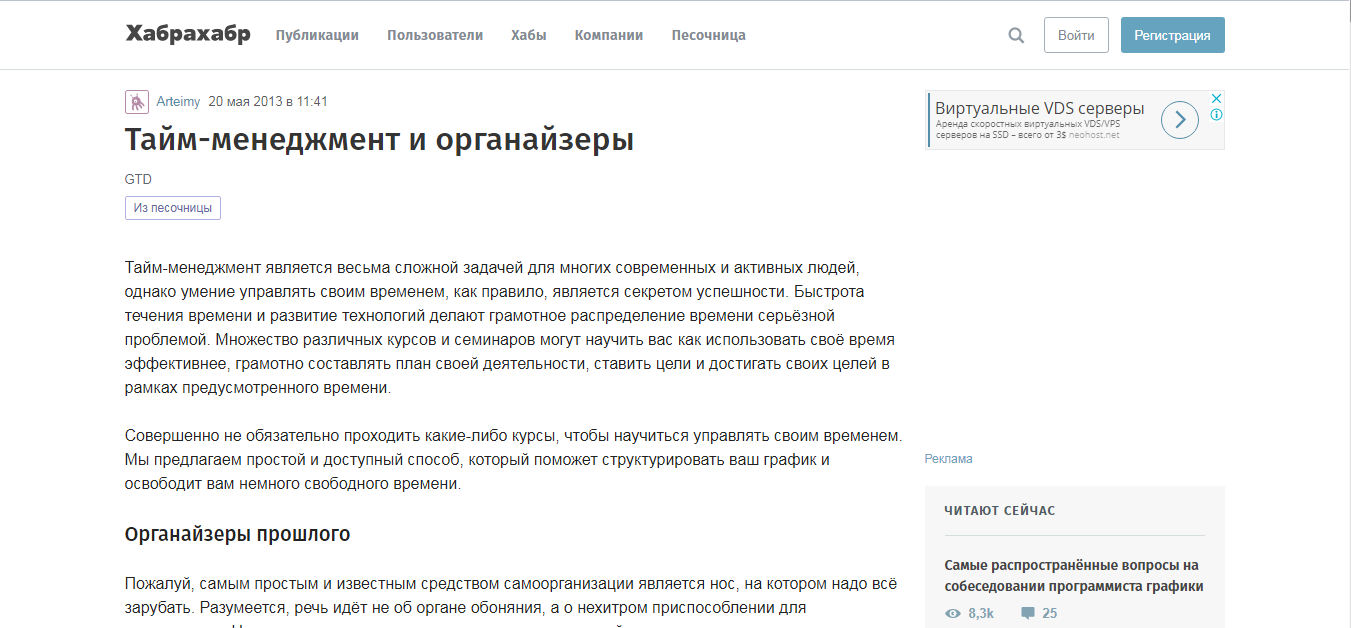 Хабрахабр Публикации Пользователи Хабы Компании Песочница Войти Регистрация
Arteimy 20 мая 2013 в 11:41
Тайм-менеджмент и органайзеры
GTD
Из песочницы
Тайм-менеджмент является весьма сложной задачей для многих современных и активных людей,
однако умение управлять своим временем, как правило, является секретом успешности. Быстрота
течения времени и развитие технологий делают грамотное распределение времени серьёзной
проблемой. Множество различных курсов и семинаров могут научить вас как использовать своё время
эффективнее, грамотно составлять план своей деятельности, ставить цели и достигать своих целей в
рамках предусмотренного времени.
Совершенно не обязательно проходить какие-либо курсы, чтобы научиться управлять своим временем.
Мы предлагаем простой и доступный способ, который поможет структурировать ваш график и
освободит вам немного свободного времени.
Органайзеры прошлого
Пожалуй, самым простым и известным средством самоорганизации является нос, на котором надо всё
зарубать. Разумеется, речь идёт не об органе обоняния, а о нехитром приспособлении для
Виртуальные VDS серверы
Аренда скоростных виртуальных VDS/VPS
серверов на SSD – всего от 3$ neohost.net
Реклама
ЧИТАЮТ СЕЙЧАС
Самые распространённые вопросы на
собеседовании программиста графики
8,3k 25